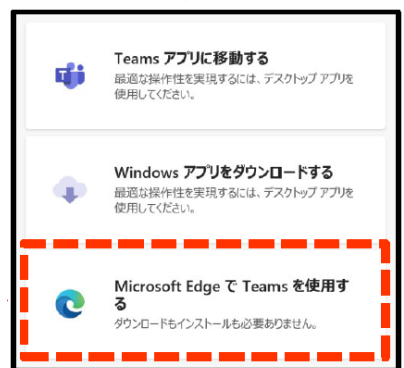 Teams アプリに移動する
最適な操作性を実現するには、デスクトップ アプリを
使用してください。
Windows アプリをダウンロードする
最適な操作性を実現するには、デスクトップ アプリを
使用してください。
Microsoft Edge で Teams を使用す
る
ダウンロードもインストールも必要ありません。